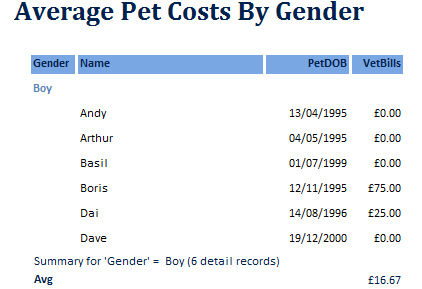 Average Pet Costs By Gender
Gender Name PetDOB VetBills
Boy
Andy 13/04/1995 £0.00
Arthur 04/05/1995 £0.00
Basil 01/07/1999 £0.00
Boris 12/11/1995 £75.00
Dai 14/08/1996 £25.00
Dave 19/12/2000 £0.00
Summary for 'Gender' = Boy (6 detail records)
Avg £16.67